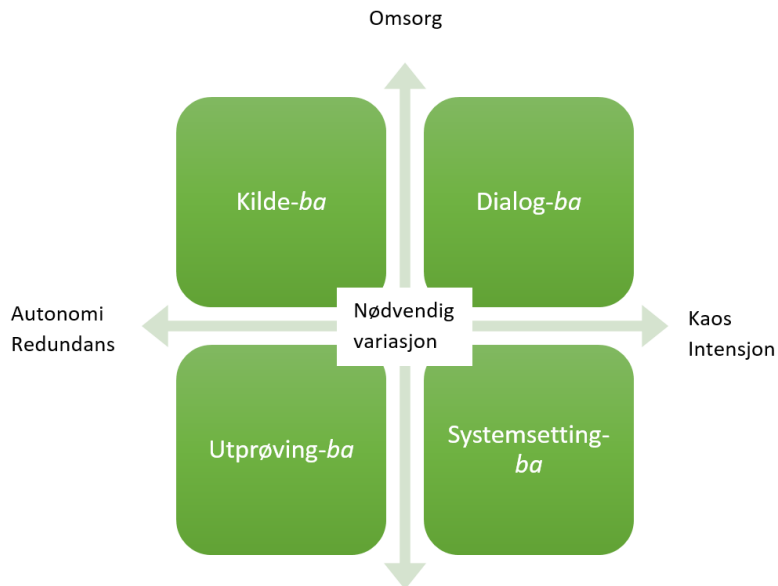 Omsorg
Kilde-ba
Dialog-ba
Autonomi
Redundans
Nødvendig
variasjon
Kaos
Intensjon
Utprøving-ba
Systemsetting-
ba